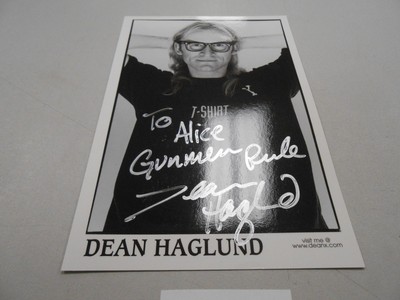 T-SHIRT
To
Alice
Gunmen Rule
Dean
Haglund
DEAN HAGLUND
visit me @
www.deanx.com